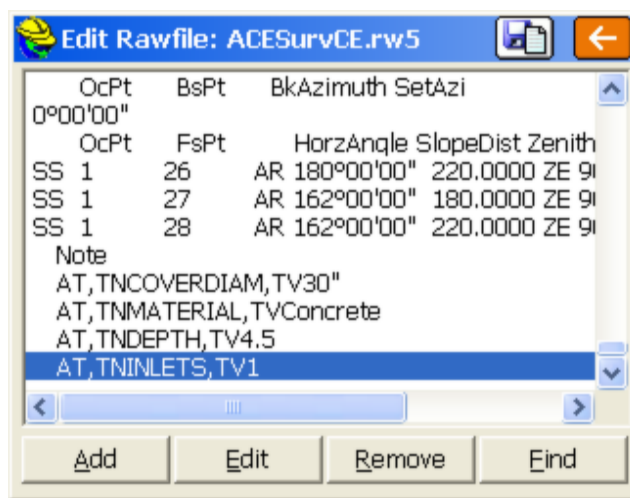 Edit Rawfile: ACESurvCE.rw5
OcPt BsPt BkAzimuth SetAzi
0°00'00"
OcPt FsPt HorzAngle SlopeDist Zenith
SS 1 26 AR 180°00'00" 220.0000 ZE 9
SS 1 27 AR 162°00'00" 180.0000 ZE 9
SS 1 28 AR 162°00'00" 220.0000 ZE 9
Note
AT,TNCOVERDIAM,TV30"
AT,TNMATERIAL,TVConcrete
AT,TNDEPTH,TV4.5
AT,TNINLETS,TV1
Add Edit Remove Find